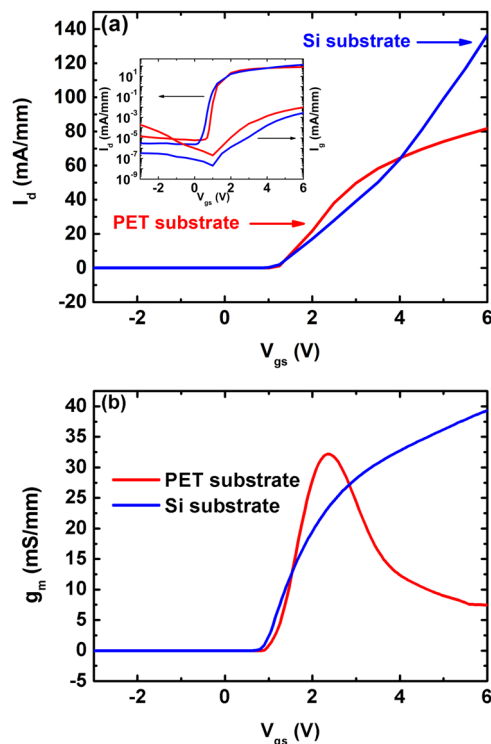 (a)
Si substrate
PET substrate
I_d (mA/mm)
140
120
100
80
60
40
20
0
-20
-2 0 2 4 6
V_gs (V)
I_d (mA/mm)
10^1
10^-1
10^-3
10^-5
10^-7
10^-9
-2 0 2 4 6
V_gs (V)
I_g (mA/mm)
(b)
PET substrate
Si substrate
g_m (mS/mm)
40
35
30
25
20
15
10
5
0
-5
-2 0 2 4 6
V_gs (V)